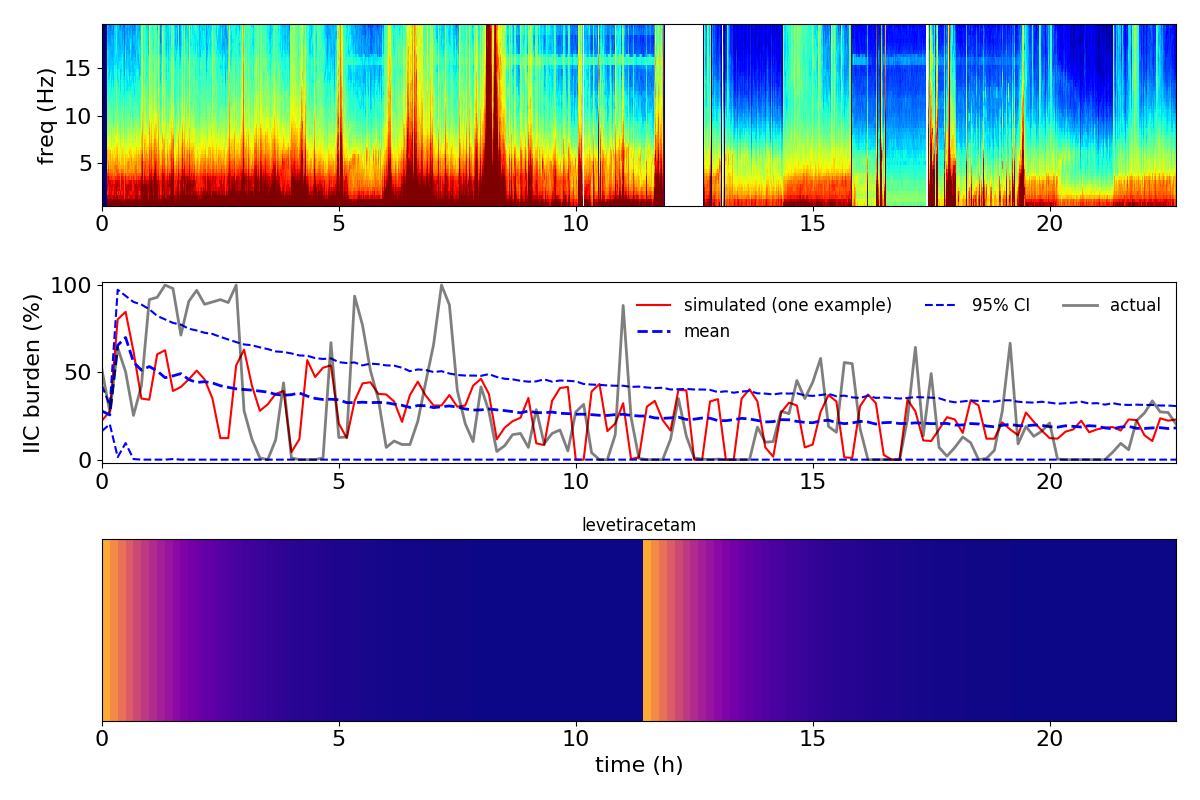 freq (Hz)
15
10
5
0 5 10 15 20
IIC burden (%)
100
50
0
simulated (one example) 95% CI actual
mean
0 5 10 15 20
levetiracetam
0 5 10 15 20
time (h)